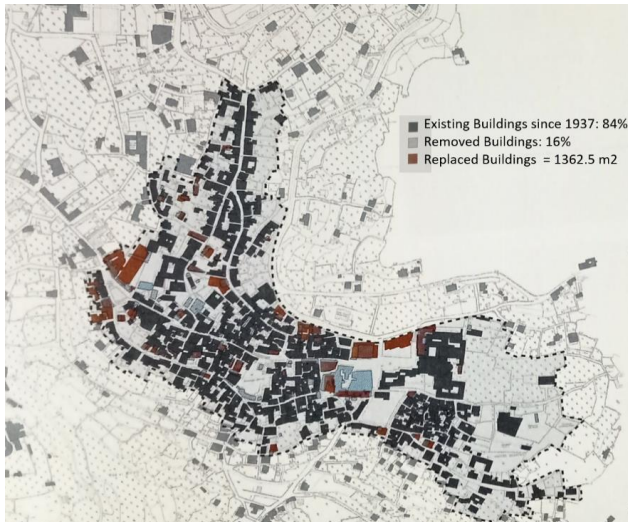 Existing Buildings since 1937: 84%
Removed Buildings: 16%
Replaced Buildings = 1362.5 m2